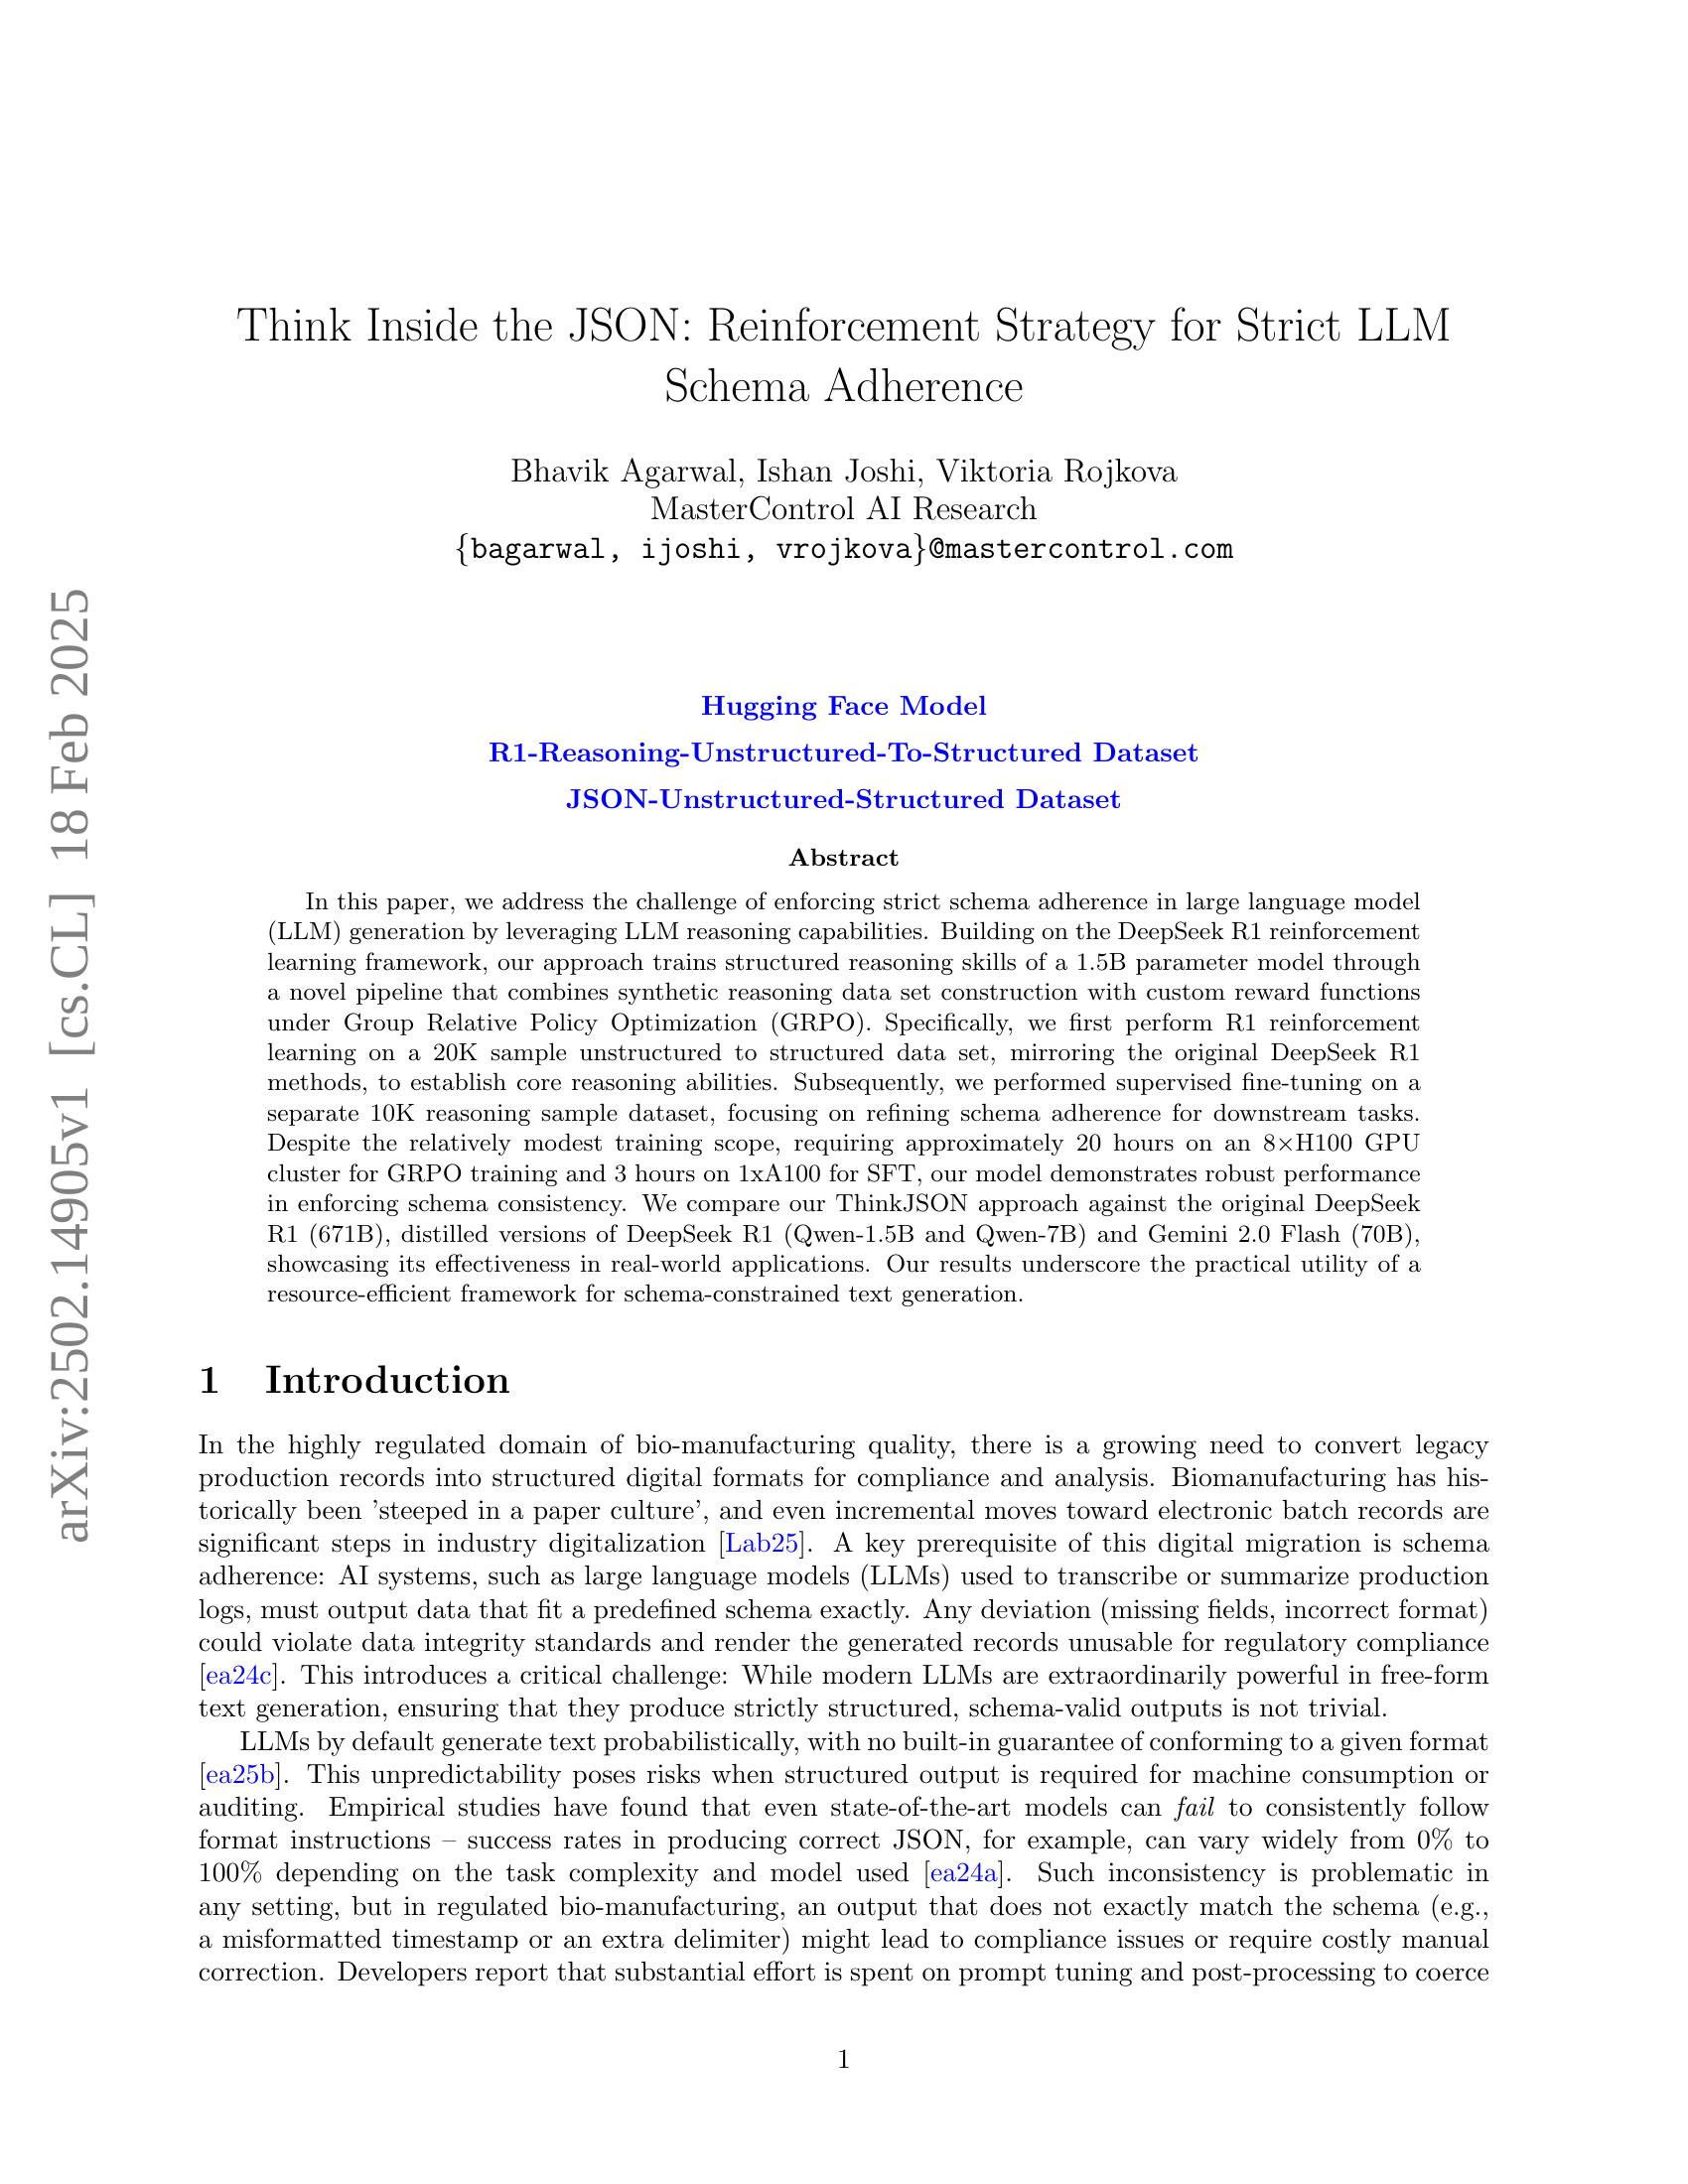 Think Inside the JSON: Reinforcement Strategy for Strict LLM
Schema Adherence
Bhavik Agarwal, Ishan Joshi, Viktoria Rojkova
MasterControl AI Research
{bagarwal, ijoshi, vrojkova}@mastercontrol.com
Hugging Face Model
R1-Reasoning-Unstructured-To-Structured Dataset
JSON-Unstructured-Structured Dataset
Abstract
In this paper, we address the challenge of enforcing strict schema adherence in large language model
(LLM) generation by leveraging LLM reasoning capabilities. Building on the DeepSeek R1 reinforcement
learning framework, our approach trains structured reasoning skills of a 1.5B parameter model through
a novel pipeline that combines synthetic reasoning data set construction with custom reward functions
under Group Relative Policy Optimization (GRPO). Specifically, we first perform R1 reinforcement
learning on a 20K sample unstructured to structured data set, mirroring the original DeepSeek R1
methods, to establish core reasoning abilities. Subsequently, we performed supervised fine-tuning on a
separate 10K reasoning sample dataset, focusing on refining schema adherence for downstream tasks.
Despite the relatively modest training scope, requiring approximately 20 hours on an 8×H100 GPU
cluster for GRPO training and 3 hours on 1xA100 for SFT, our model demonstrates robust performance
in enforcing schema consistency. We compare our ThinkJSON approach against the original DeepSeek
R1 (671B), distilled versions of DeepSeek R1 (Qwen-1.5B and Qwen-7B) and Gemini 2.0 Flash (70B),
showcasing its effectiveness in real-world applications. Our results underscore the practical utility of a
resource-efficient framework for schema-constrained text generation.
1 Introduction
In the highly regulated domain of bio-manufacturing quality, there is a growing need to convert legacy
production records into structured digital formats for compliance and analysis. Biomanufacturing has his-
torically been ’steeped in a paper culture’, and even incremental moves toward electronic batch records are
significant steps in industry digitalization [Lab25]. A key prerequisite of this digital migration is schema
adherence: AI systems, such as large language models (LLMs) used to transcribe or summarize production
logs, must output data that fit a predefined schema exactly. Any deviation (missing fields, incorrect format)
could violate data integrity standards and render the generated records unusable for regulatory compliance
[ea24c]. This introduces a critical challenge: While modern LLMs are extraordinarily powerful in free-form
text generation, ensuring that they produce strictly structured, schema-valid outputs is not trivial.
LLMs by default generate text probabilistically, with no built-in guarantee of conforming to a given format
[ea25b]. This unpredictability poses risks when structured output is required for machine consumption or
auditing. Empirical studies have found that even state-of-the-art models can fail to consistently follow
format instructions – success rates in producing correct JSON, for example, can vary widely from 0% to
100% depending on the task complexity and model used [ea24a]. Such inconsistency is problematic in
any setting, but in regulated bio-manufacturing, an output that does not exactly match the schema (e.g.,
a misformatted timestamp or an extra delimiter) might lead to compliance issues or require costly manual
correction. Developers report that substantial effort is spent on prompt tuning and post-processing to coerce
1
arXiv:2502.14905v1 [cs.CL] 18 Feb 2025